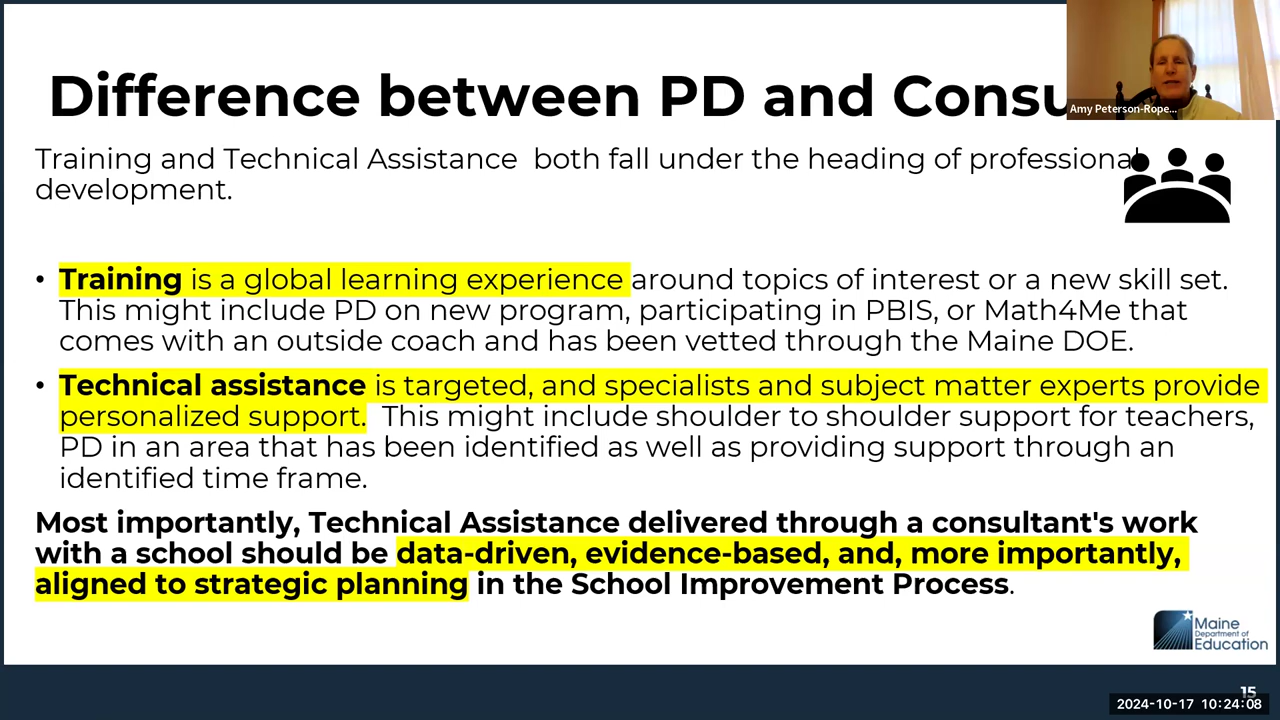 Difference between PD and Consu
Amy Peterson-Rope...
Training and Technical Assistance both fall under the heading of professional
development.
• Training is a global learning experience around topics of interest or a new skill set.
This might include PD on new program, participating in PBIS, or Math4Me that
comes with an outside coach and has been vetted through the Maine DOE.
• Technical assistance is targeted, and specialists and subject matter experts provide
personalized support. This might include shoulder to shoulder support for teachers,
PD in an area that has been identified as well as providing support through an
identified time frame.
Most importantly, Technical Assistance delivered through a consultant's work
with a school should be data-driven, evidence-based, and, more importantly,
aligned to strategic planning in the School Improvement Process.
Maine
Department of
Education
15
2024-10-17 10:24:08